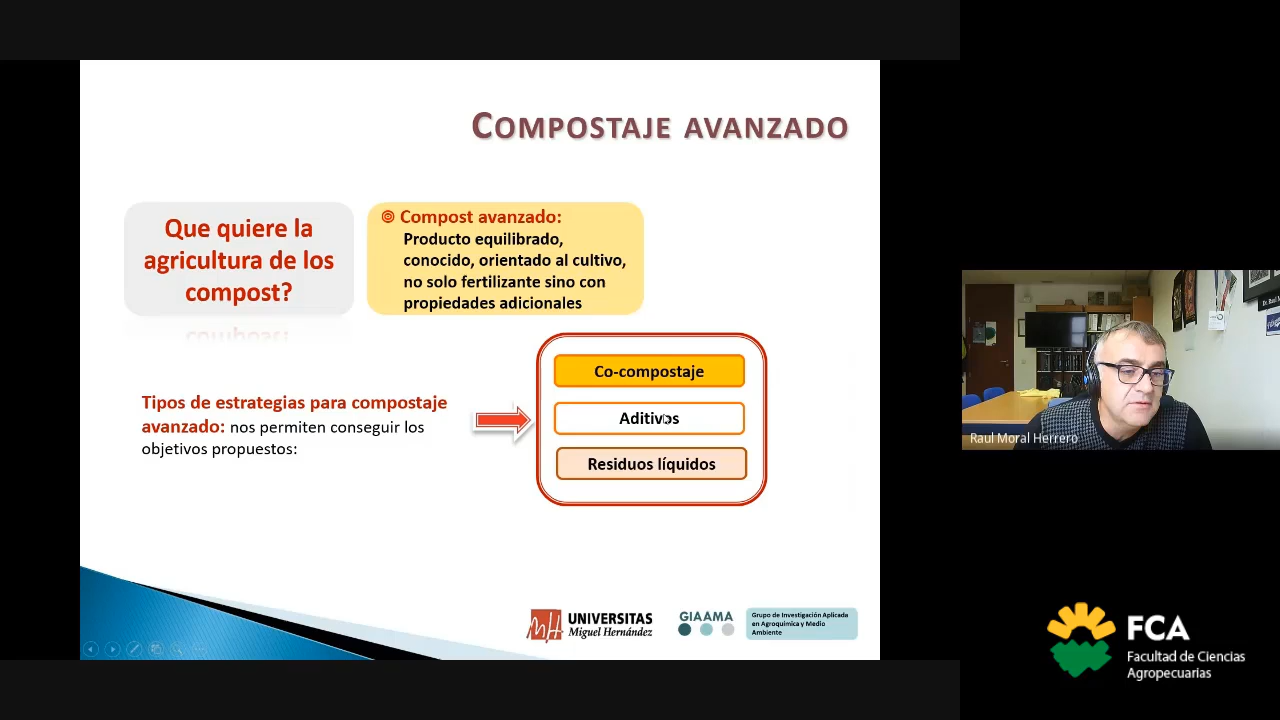 COMPOSTAJE AVANZADO
Que quiere la
agricultura de los
compost?
Compost avanzado:
Producto equilibrado,
conocido, orientado al cultivo,
no solo fertilizante sino con
propiedades adicionales
Tipos de estrategias para compostaje
avanzado: nos permiten conseguir los
objetivos propuestos:
Co-compostaje
Aditivos
Residuos líquidos
UNIVERSITAS
Miguel Hernández
GIAAMA
Grupo de Investigación Aplicada
en Agroquímica y Medio
Ambiente
Raul Moral Herrero
FCA
Facultad de Ciencias
Agropecuarias